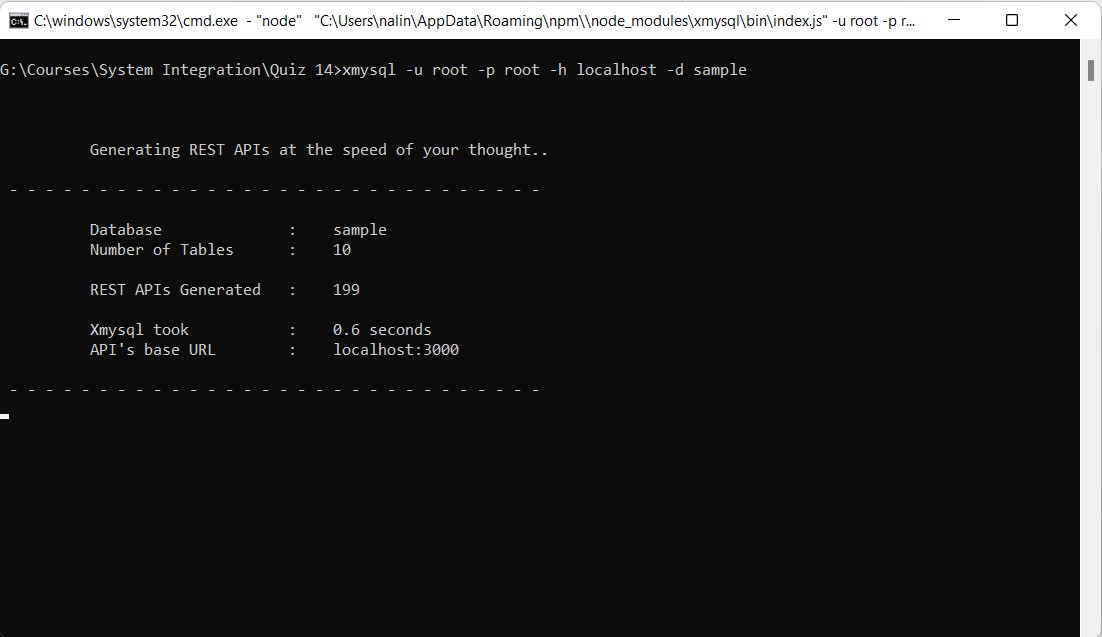 C:\windows\system32\cmd.exe - "node" "C:\Users\nalin\AppData\Roaming\npm\\node_modules\xmysql\bin\index.js" -u root -p r...
G:\Courses\System Integration\Quiz 14>xmysql -u root -p root -h localhost -d sample
Generating REST APIs at the speed of your thought..
- - - - - - - - - - - - - - - - - - - - - - - - - - - - - -
Database : sample
Number of Tables : 10
REST APIs Generated : 199
Xmysql took : 0.6 seconds
API's base URL : localhost:3000
- - - - - - - - - - - - - - - - - - - - - - - - - - - - - -